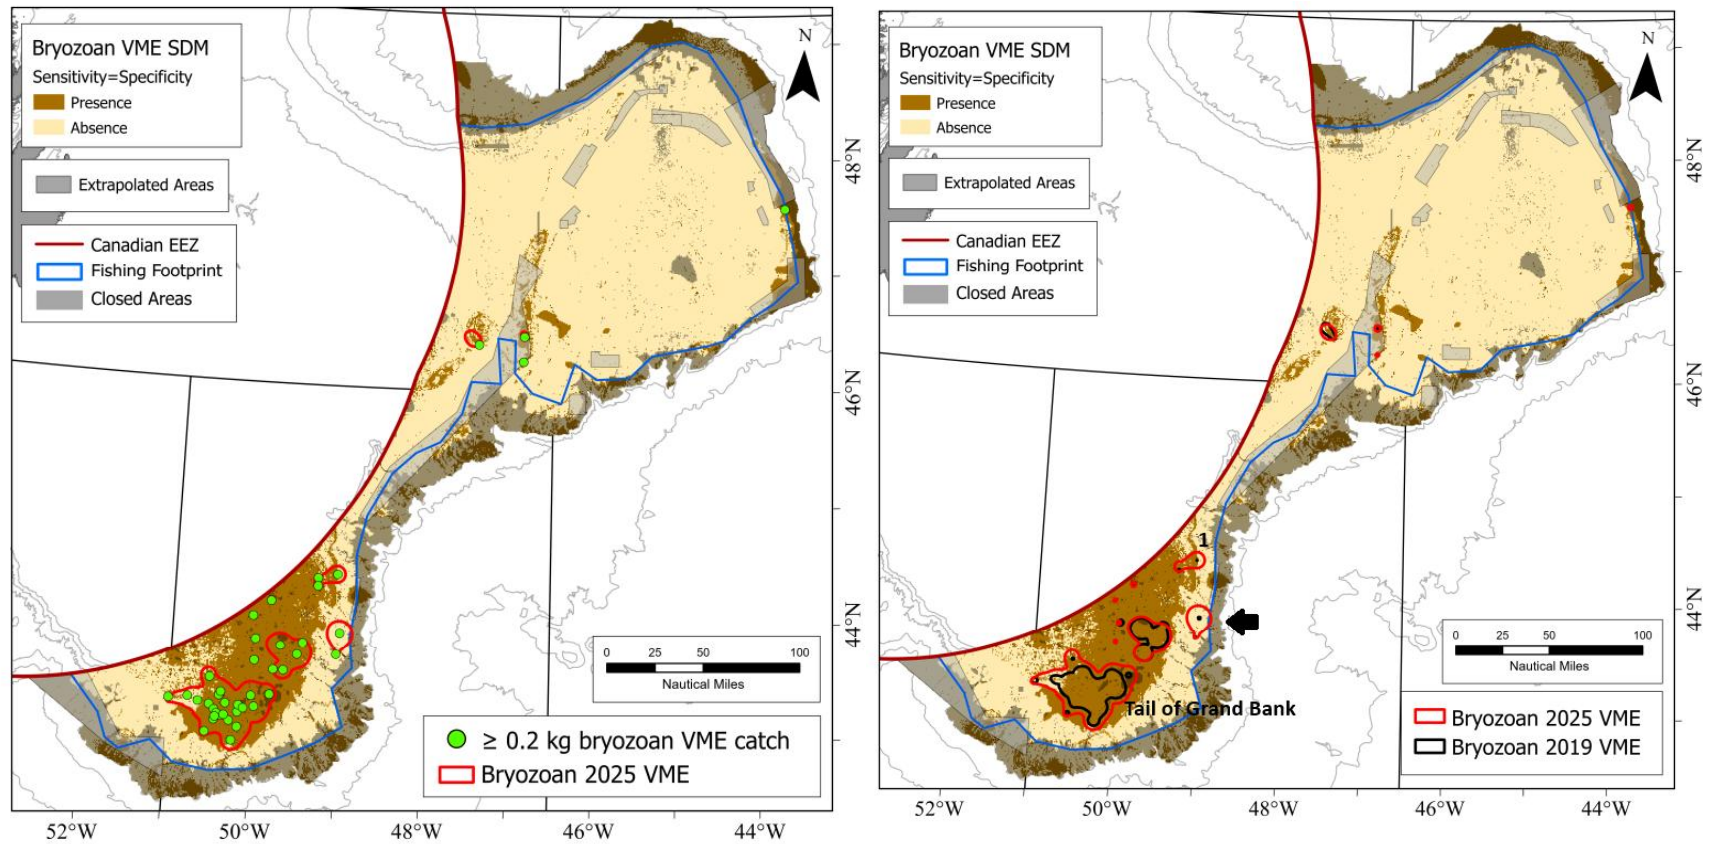 Bryozoan VME SDM
Sensitivity=Specificity
Presence
Absence
Extrapolated Areas
Canadian EEZ
Fishing Footprint
Closed Areas
N
48°N
46°N
44°N
0 25 50 100
Nautical Miles
≥ 0.2 kg bryozoan VME catch
Bryozoan 2025 VME
52°W 50°W 48°W 46°W 44°W
Bryozoan VME SDM
Sensitivity=Specificity
Presence
Absence
Extrapolated Areas
Canadian EEZ
Fishing Footprint
Closed Areas
N
48°N
46°N
44°N
1
Tail of Grand Bank
0 25 50 100
Nautical Miles
Bryozoan 2025 VME
Bryozoan 2019 VME
52°W 50°W 48°W 46°W 44°W